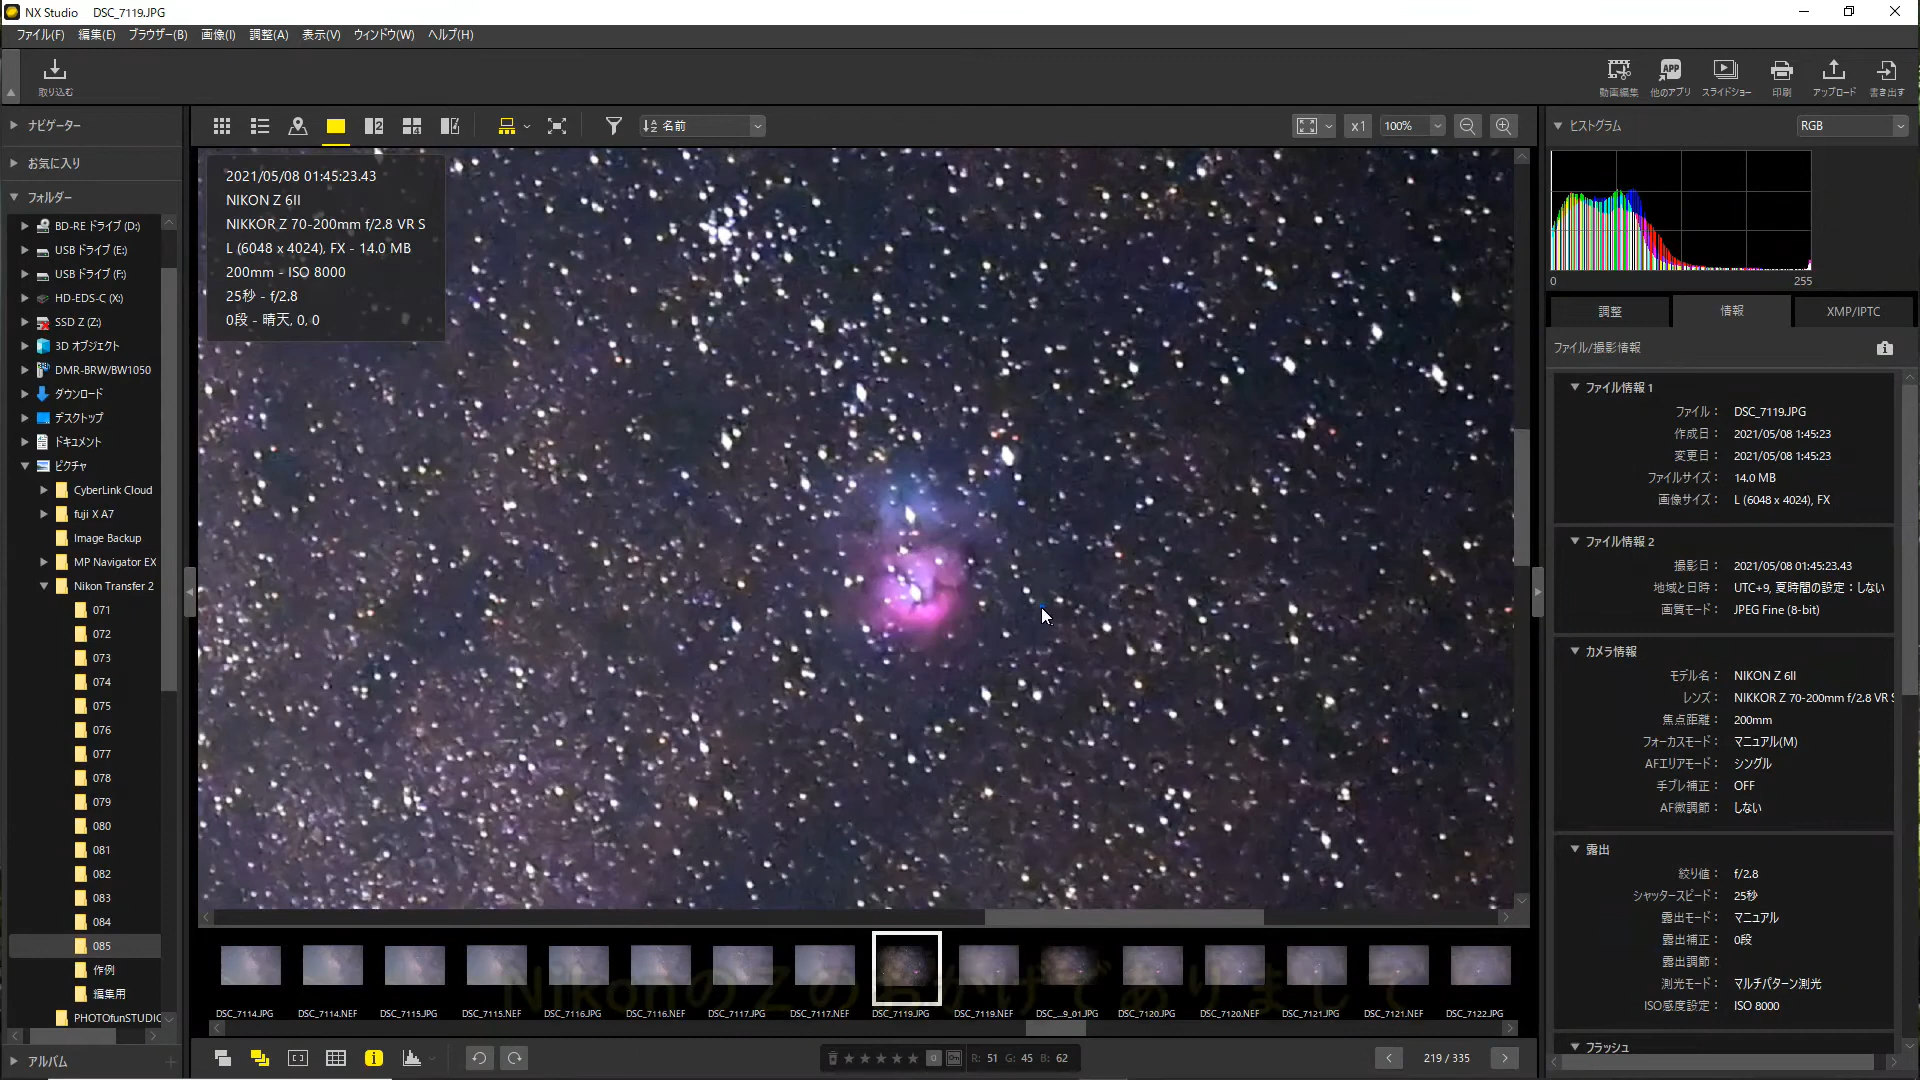 NX Studio DSC_7119.JPG
ファイル(F) 編集(E) ブラウザー(B) 画像(I) 調整(A) 表示(V) ウィンドウ(W) ヘルプ(H)
取り込む 動画編集 他のアプリ スライドショー 印刷 アップロード 書き出す
ナビゲーター
お気に入り
フォルダー
BD-RE ドライブ (D:)
USB ドライブ (E:)
USB ドライブ (F:)
HD-EDS-C (X:)
SSD Z (Z:)
3D オブジェクト
DMR-BRW/BW1050
ダウンロード
デスクトップ
ドキュメント
ピクチャ
CyberLink Cloud
fuji X A7
Image Backup
MP Navigator EX
Nikon Transfer 2
071
072
073
074
075
076
077
078
079
080
081
082
083
084
085
作例
編集用
PHOTOfunSTUDIO
アルバム
名前
x1
100%
2021/05/08 01:45:23.43
NIKON Z 6II
NIKKOR Z 70-200mm f/2.8 VR S
L (6048 x 4024), FX - 14.0 MB
200mm - ISO 8000
25秒 - f/2.8
0段 - 晴天, 0, 0
NikonのZのおかげでありまして
DSC_7114.JPG DSC_7114.NEF DSC_7115.JPG DSC_7115.NEF DSC_7116.JPG DSC_7116.NEF DSC_7117.JPG DSC_7117.NEF DSC_7119.JPG DSC_7119.NEF DSC_...9_01.JPG DSC_7120.JPG DSC_7120.NEF DSC_7121.JPG DSC_7121.NEF DSC_7122.JPG
R: 51 G: 45 B: 62
219 / 335
ヒストグラム RGB
0 255
調整 情報 XMP/IPTC
ファイル/撮影情報
ファイル情報 1
ファイル： DSC_7119.JPG
作成日： 2021/05/08 1:45:23
変更日： 2021/05/08 1:45:23
ファイルサイズ： 14.0 MB
画像サイズ： L (6048 x 4024), FX
ファイル情報 2
撮影日： 2021/05/08 01:45:23.43
地域と日時： UTC+9, 夏時間の設定：しない
画質モード： JPEG Fine (8-bit)
カメラ情報
モデル名： NIKON Z 6II
レンズ： NIKKOR Z 70-200mm f/2.8 VR S
焦点距離： 200mm
フォーカスモード： マニュアル(M)
AFエリアモード： シングル
手ブレ補正： OFF
AF微調節： しない
露出
絞り値： f/2.8
シャッタースピード： 25秒
露出モード： マニュアル
露出補正： 0段
露出調節：
測光モード： マルチパターン測光
ISO感度設定： ISO 8000
フラッシュ